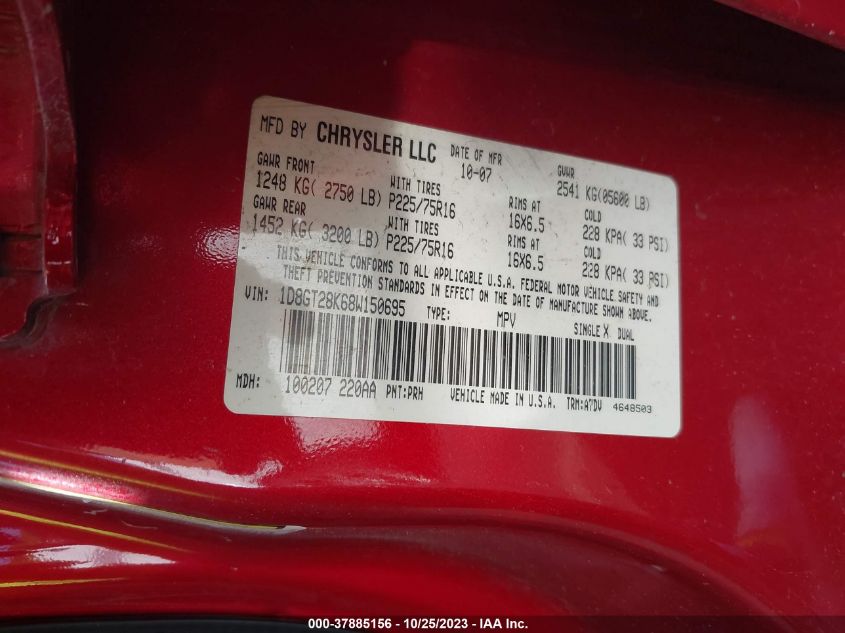 MFD BY CHRYSLER LLC DATE OF MFR 10-07 GVWR 2541 KG(05600 LB)
GAWR FRONT WITH TIRES RIMS AT COLD
1248 KG( 2750 LB) P225/75R16 16X6.5 228 KPA( 33 PSI)
GAWR REAR WITH TIRES RIMS AT COLD
1452 KG( 3200 LB) P225/75R16 16X6.5 228 KPA( 33 PSI)
THIS VEHICLE CONFORMS TO ALL APPLICABLE U.S.A. FEDERAL MOTOR VEHICLE SAFETY AND
THEFT PREVENTION STANDARDS IN EFFECT ON THE DATE OF MANUFACTURE SHOWN ABOVE.
VIN: 1D8GT28K68W150695 TYPE: MPV SINGLE X DUAL
MDH: 100207 220AA PNT:PRH VEHICLE MADE IN U.S.A. TRM:A7DV 4648503
000-37885156 - 10/25/2023 - IAA Inc.